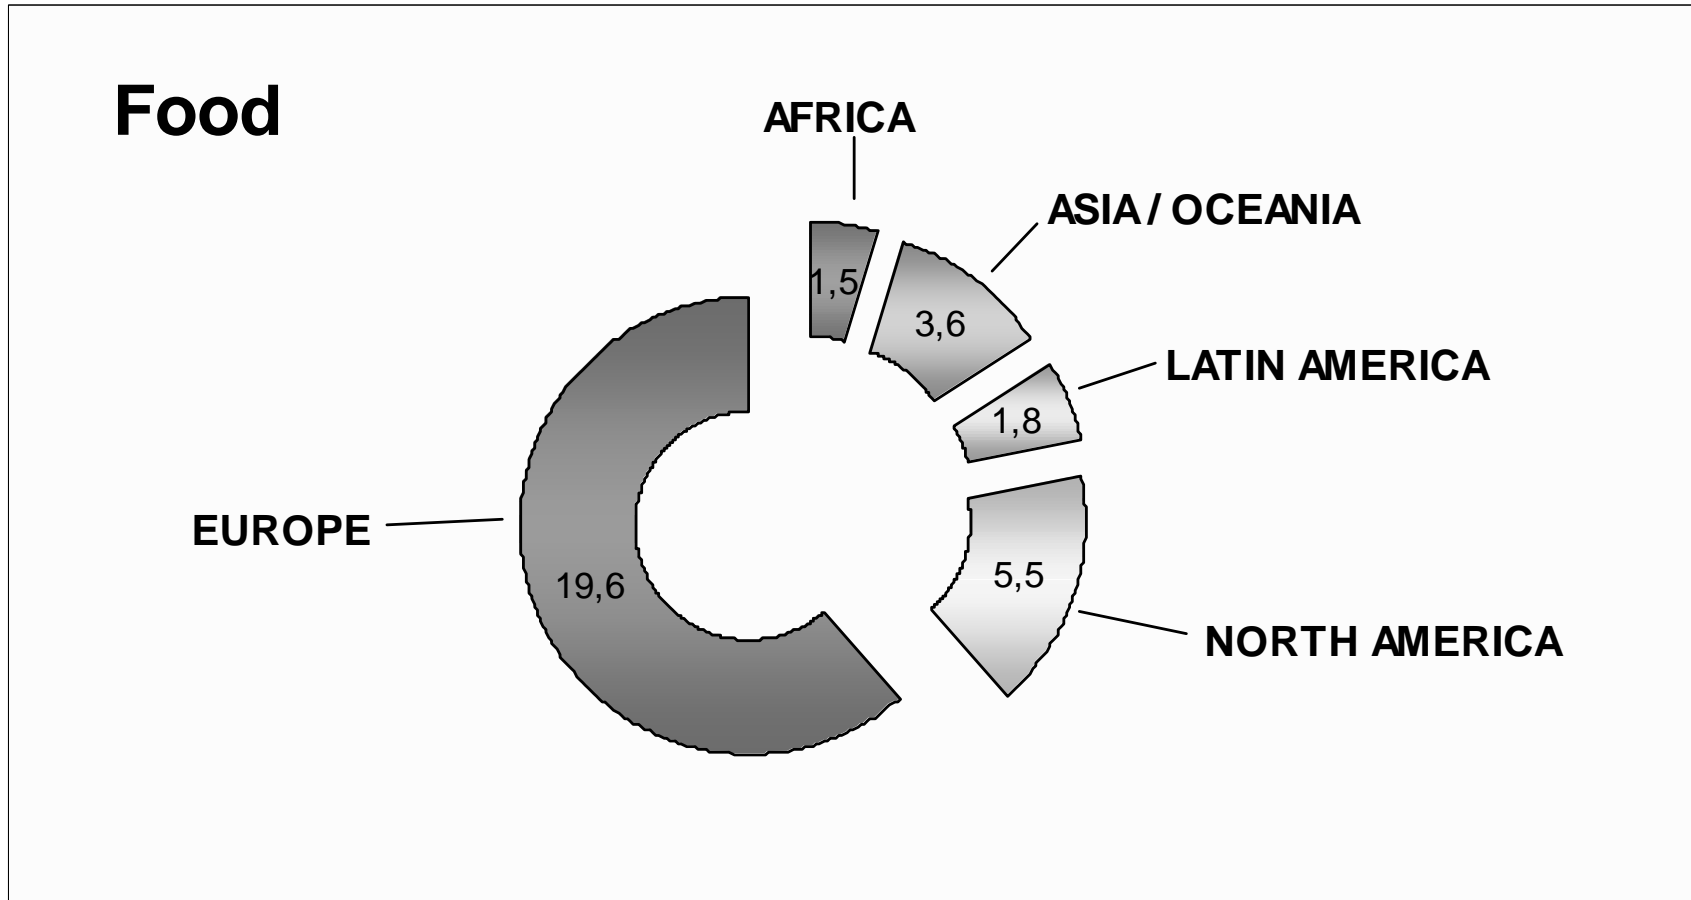 Food
AFRICA
ASIA / OCEANIA
1,5
3,6
LATIN AMERICA
1,8
EUROPE
19,6
5,5
NORTH AMERICA